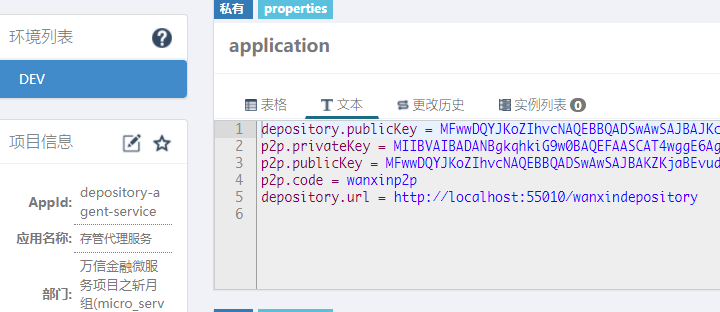 私有 properties
环境列表
DEV
项目信息
AppId: depository-a
gent-service
应用名称: 存管代理服务
部门: 万信金融微服
务项目之斩月
组(micro_serv
application
表格 文本 更改历史 实例列表 0
1 depository.publicKey = MFwwDQYJKoZIhvcNAQEBBQADSwAwSAJBAJKc
2 p2p.privateKey = MIIBVAIBADANBgkqhkiG9w0BAQEFAASCAT4wggE6Ag
3 p2p.publicKey = MFwwDQYJKoZIhvcNAQEBBQADSwAwSAJBAKZKjaBEvud
4 p2p.code = wanxinp2p
5 depository.url = http://localhost:55010/wanxindepository
6